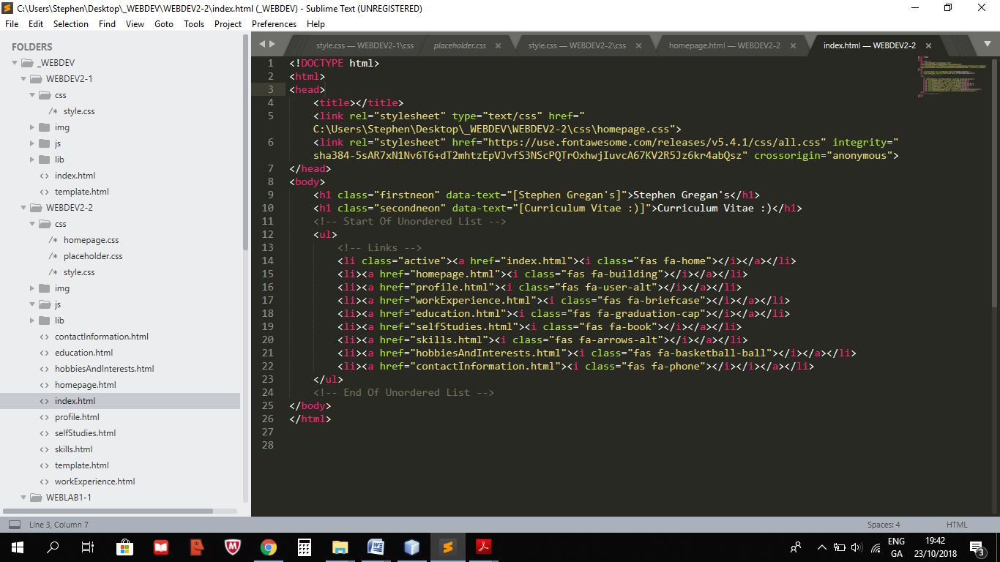 C:\Users\Stephen\Desktop\_WEBDEV\WEBDEV2-2\index.html (_WEBDEV) - Sublime Text (UNREGISTERED)
File Edit Selection Find View Goto Tools Project Preferences Help
FOLDERS
_WEBDEV
WEBDEV2-1
css
/* style.css
img
js
lib
<> index.html
<> template.html
WEBDEV2-2
css
/* homepage.css
/* placeholder.css
/* style.css
img
js
lib
<> contactInformation.html
<> education.html
<> hobbiesAndInterests.html
<> homepage.html
<> index.html
<> profile.html
<> selfStudies.html
<> skills.html
<> template.html
<> workExperience.html
WEBLAB1-1
style.css — WEBDEV2-1\css placeholder.css × style.css — WEBDEV2-2\css × homepage.html — WEBDEV2-2 × index.html — WEBDEV2-2 ×
1 <!DOCTYPE html>
2 <html>
3 <head>
4 <title></title>
5 <link rel="stylesheet" type="text/css" href="
C:\Users\Stephen\Desktop\_WEBDEV\WEBDEV2-2\css\homepage.css">
6 <link rel="stylesheet" href="https://use.fontawesome.com/releases/v5.4.1/css/all.css" integrity="
sha384-5sAR7xN1Nv6T6+dT2mhtzEpVJvfS3NScPQTrOxhwjIuvcA67KV2R5Jz6kr4abQsz" crossorigin="anonymous">
7 </head>
8 <body>
9 <h1 class="firstneon" data-text="[Stephen Gregan's]">Stephen Gregan's</h1>
10 <h1 class="secondneon" data-text="[Curriculum Vitae :)]">Curriculum Vitae :)</h1>
11 <!-- Start Of Unordered List -->
12 <ul>
13 <!-- Links -->
14 <li class="active"><a href="index.html"><i class="fas fa-home"></i></a></li>
15 <li><a href="homepage.html"><i class="fas fa-building"></i></a></li>
16 <li><a href="profile.html"><i class="fas fa-user-alt"></i></a></li>
17 <li><a href="workExperience.html"><i class="fas fa-briefcase"></i></a></li>
18 <li><a href="education.html"><i class="fas fa-graduation-cap"></i></a></li>
19 <li><a href="selfStudies.html"><i class="fas fa-book"></i></a></li>
20 <li><a href="skills.html"><i class="fas fa-arrows-alt"></i></a></li>
21 <li><a href="hobbiesAndInterests.html"><i class="fas fa-basketball-ball"></i></a></li>
22 <li><a href="contactInformation.html"><i class="fas fa-phone"></i></i></a></li>
23 </ul>
24 <!-- End Of Unordered List -->
25 </body>
26 </html>
27
28
Line 3, Column 7 Spaces: 4 HTML
ENG 19:42
GA 23/10/2018 3